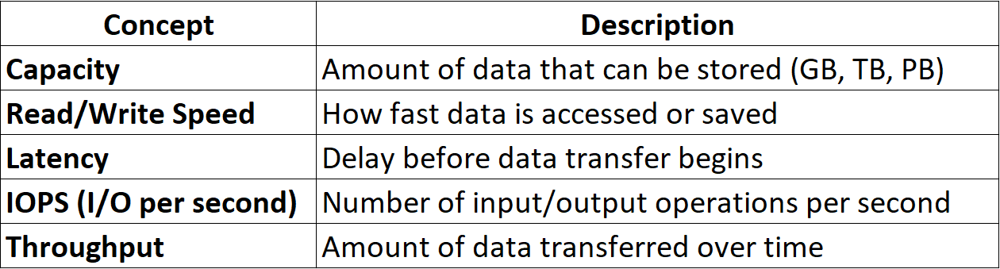 Concept Description
Capacity Amount of data that can be stored (GB, TB, PB)
Read/Write Speed How fast data is accessed or saved
Latency Delay before data transfer begins
IOPS (I/O per second) Number of input/output operations per second
Throughput Amount of data transferred over time